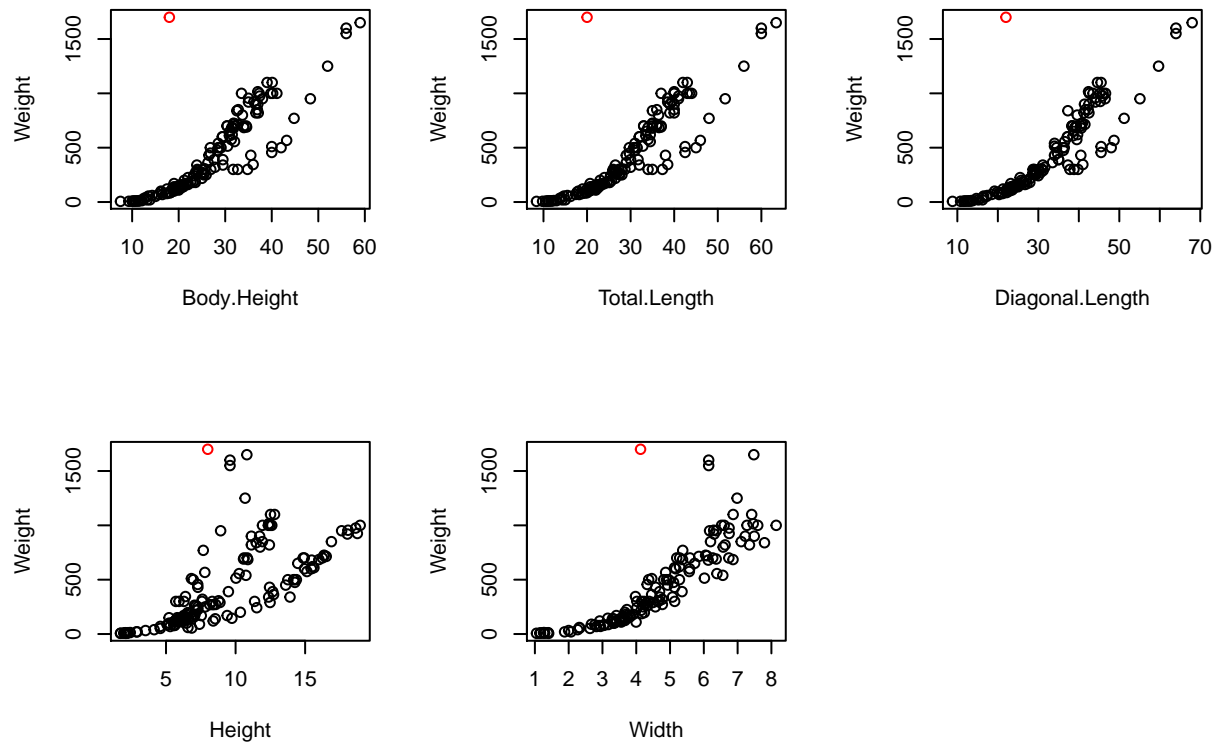 Weight
0 500 1500
10 20 30 40 50 60
Body.Height
Weight
0 500 1500
10 20 30 40 50 60
Total.Length
Weight
0 500 1500
10 30 50 70
Diagonal.Length
Weight
0 500 1500
5 10 15
Height
Weight
0 500 1500
1 2 3 4 5 6 7 8
Width